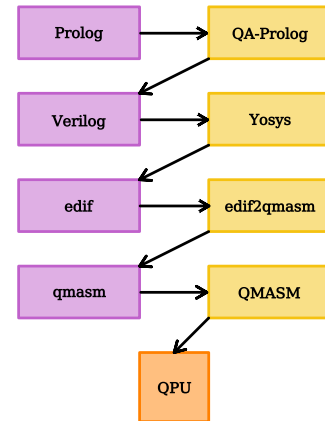 Prolog
QA-Prolog
Verilog
Yosys
edif
edif2qmasm
qmasm
QMASM
QPU